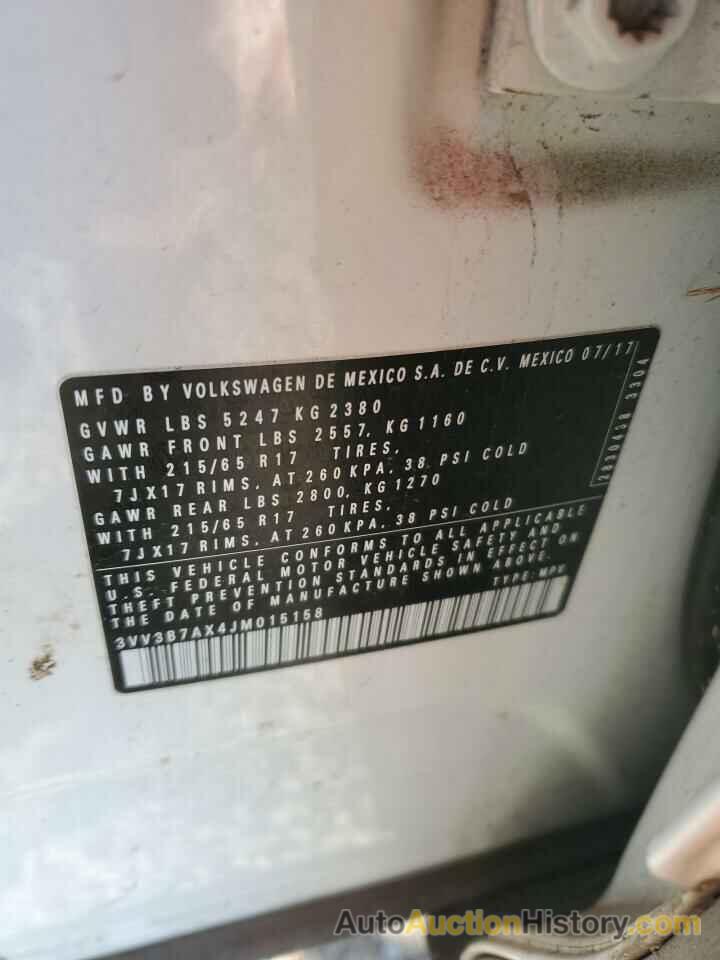 MFD BY VOLKSWAGEN DE MEXICO S.A. DE C.V. MEXICO 07/17
GVWR LBS 5247 KG 2380
GAWR FRONT LBS 2557, KG 1160
WITH 215/65 R17 TIRES,
7JX17 RIMS, AT 260 KPA, 38 PSI COLD
GAWR REAR LBS 2800, KG 1270
WITH 215/65 R17 TIRES,
7JX17 RIMS, AT 260 KPA, 38 PSI COLD
THIS VEHICLE CONFORMS TO ALL APPLICABLE
U.S. FEDERAL MOTOR VEHICLE SAFETY AND
THEFT PREVENTION STANDARDS IN EFFECT ON
THE DATE OF MANUFACTURE SHOWN ABOVE.
3VV3B7AX4JM015158 TYPE: MPV
2830438 3304
AutoAuctionHistory.com